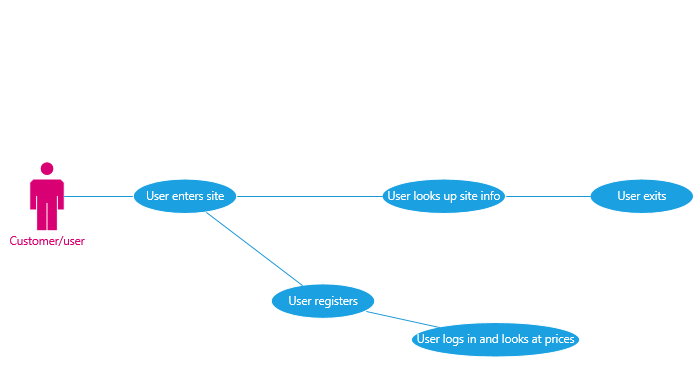 User enters site
User looks up site info
User exits
Customer/user
User registers
User logs in and looks at prices